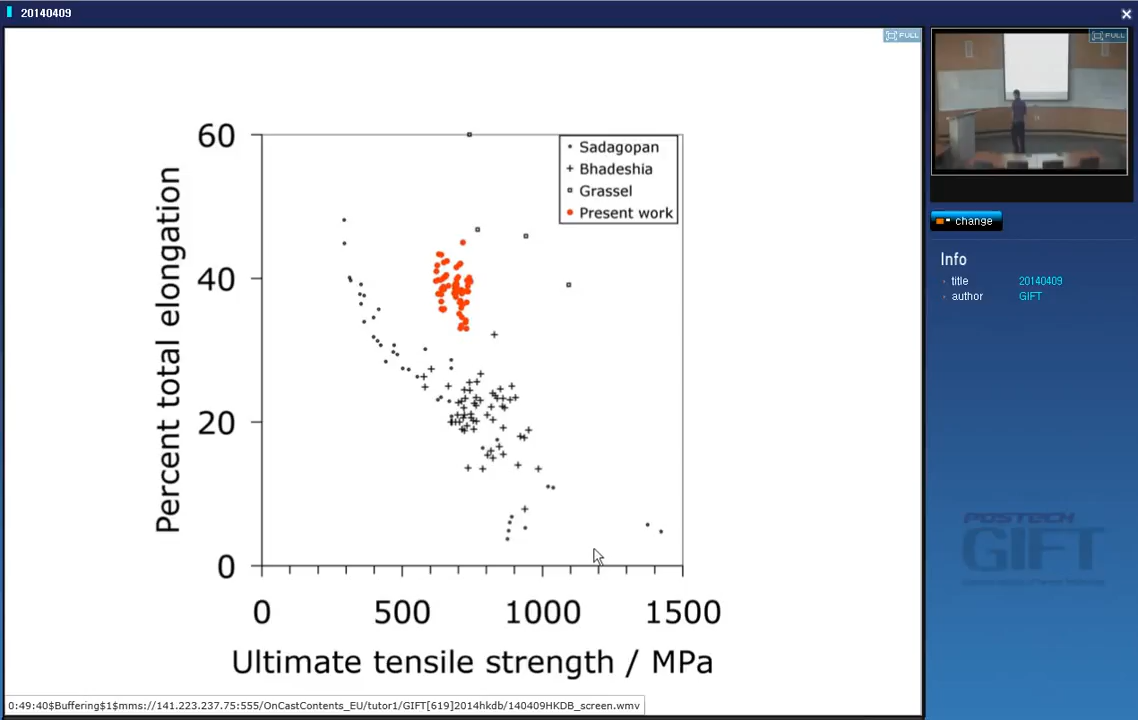 20140409
FULL
FULL
60
40
20
0
Percent total elongation
Sadagopan
Bhadeshia
Grassel
Present work
0 500 1000 1500
Ultimate tensile strength / MPa
change
Info
title 20140409
author GIFT
POSTECH
GIFT
0:49:40$Buffering$1$mms://141.223.237.75:555/OnCastContents_EU/tutor1/GIFT[619]2014hkdb/140409HKDB_screen.wmv